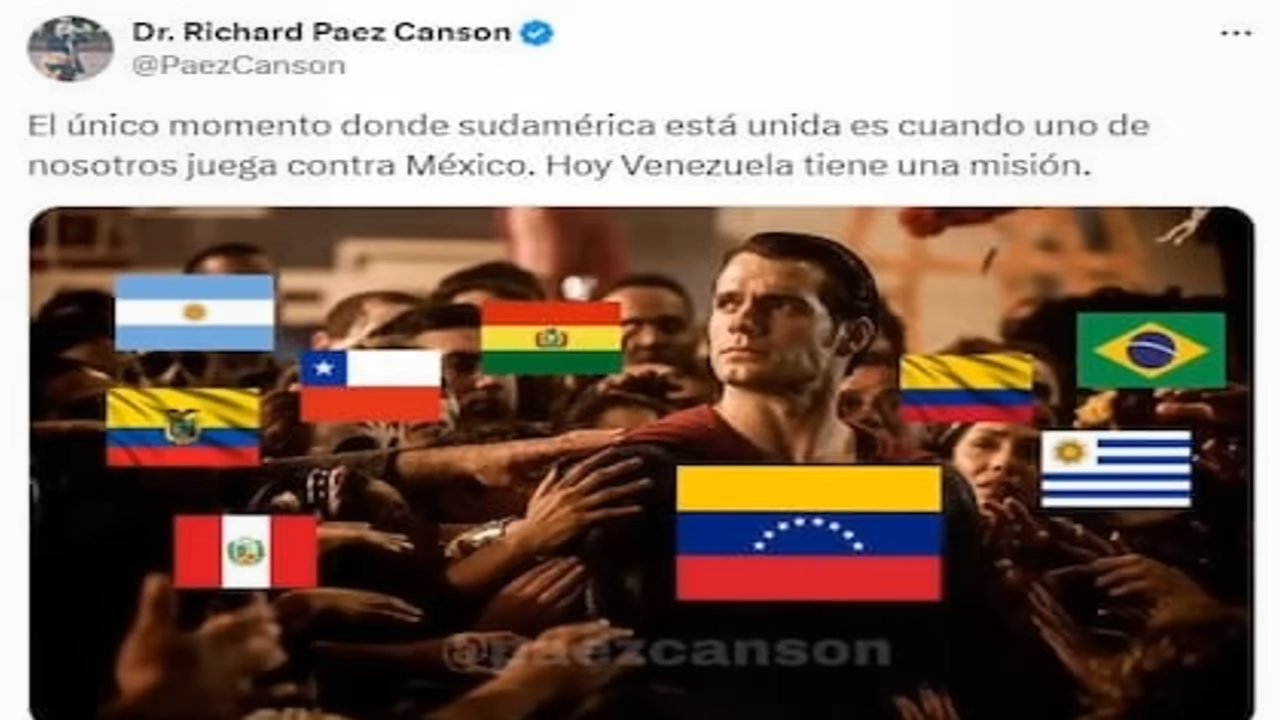 Dr. Richard Paez Canson
@PaezCanson
El único momento donde sudamérica está unida es cuando uno de
nosotros juega contra México. Hoy Venezuela tiene una misión.
@paezcanson